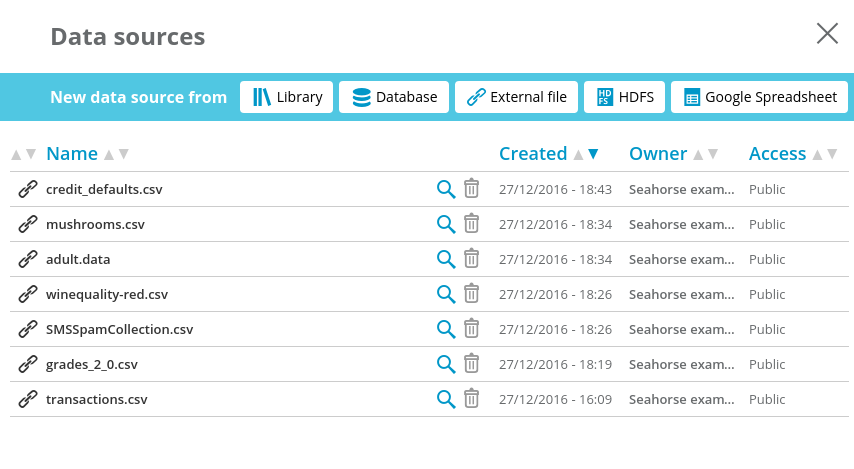 Data sources
New data source from Library Database External file HDFS Google Spreadsheet
Name Created Owner Access
credit_defaults.csv 27/12/2016 - 18:43 Seahorse exam... Public
mushrooms.csv 27/12/2016 - 18:34 Seahorse exam... Public
adult.data 27/12/2016 - 18:34 Seahorse exam... Public
winequality-red.csv 27/12/2016 - 18:26 Seahorse exam... Public
SMSSpamCollection.csv 27/12/2016 - 18:26 Seahorse exam... Public
grades_2_0.csv 27/12/2016 - 18:19 Seahorse exam... Public
transactions.csv 27/12/2016 - 16:09 Seahorse exam... Public